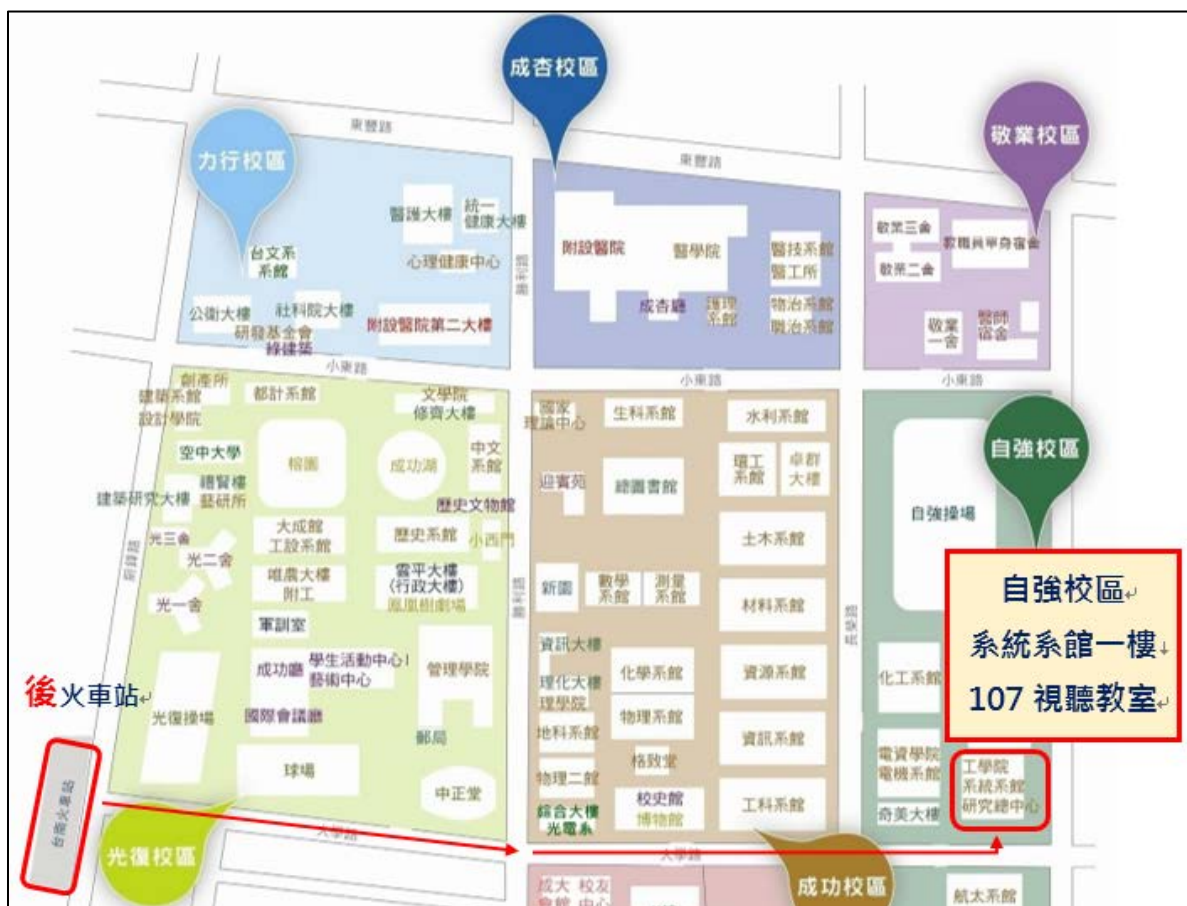 成杏校區
力行校區
敬業校區
東豐路
東豐路
醫護大樓
統一
健康大樓
台文系
系館
心理健康中心
勝利路
公衛大樓
社科院大樓
研發基金會
綠建築
附設醫院第二大樓
附設醫院
醫學院
醫技系館
醫工所
成杏廳
護理
系館
物治系館
職治系館
敬業三舍
敬業二舍
教職員單身宿舍
敬業
一舍
醫師
宿舍
小東路
小東路
小東路
創產所
建築系館
設計學院
都計系館
文學院
修齊大樓
空中大學
榕園
成功湖
中文
系館
禮賢樓
藝研所
建築研究大樓
歷史文物館
光三舍
光二舍
光一舍
大成館
工設系館
歷史系館
小西門
唯農大樓
附工
雲平大樓
(行政大樓)
鳳凰樹劇場
勝利路
軍訓室
成功廳
學生活動中心I
藝術中心
管理學院
國際會議廳
光復操場
郵局
球場
中正堂
後火車站
台南火車站
光復校區
大學路
國家
理論中心
生科系館
水利系館
迎賓苑
總圖書館
環工
系館
卓群
大樓
土木系館
新園
數學
系館
測量
系館
材料系館
資訊大樓
理化大樓
理學院
化學系館
資源系館
地科系館
物理系館
資訊系館
物理二館
格致堂
綜合大樓
光電系
校史館
博物館
工科系館
長榮路
大學路
成功校區
自強校區
自強操場
自強校區
系統系館一樓
107 視聽教室
化工系館
電資學院
電機系館
奇美大樓
工學院
系統系館
研究總中心
成大
會館
校友
中心
航太系館